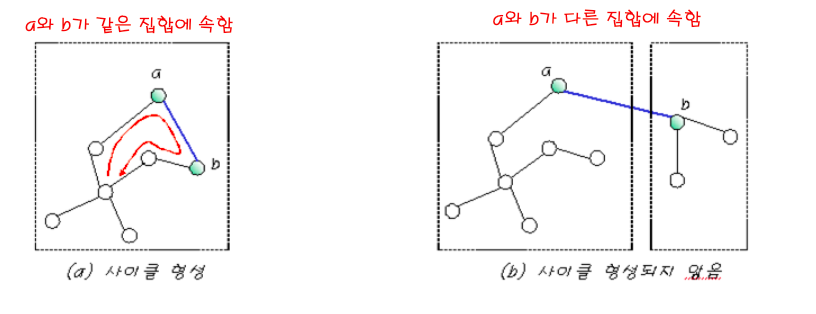 a와 b가 같은 집합에 속함
a와 b가 다른 집합에 속함
a
b
a
b
(a) 사이클 형성
(b) 사이클 형성되지 않음